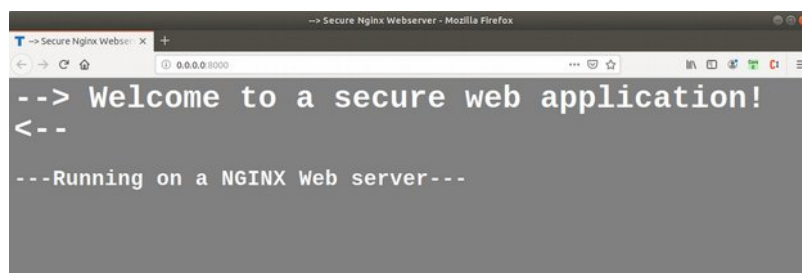 --> Secure Nginx Webserver - Mozilla Firefox
--> Secure Nginx Webser
0.0.0.0:8000
--> Welcome to a secure web application!
<--
---Running on a NGINX Web server---